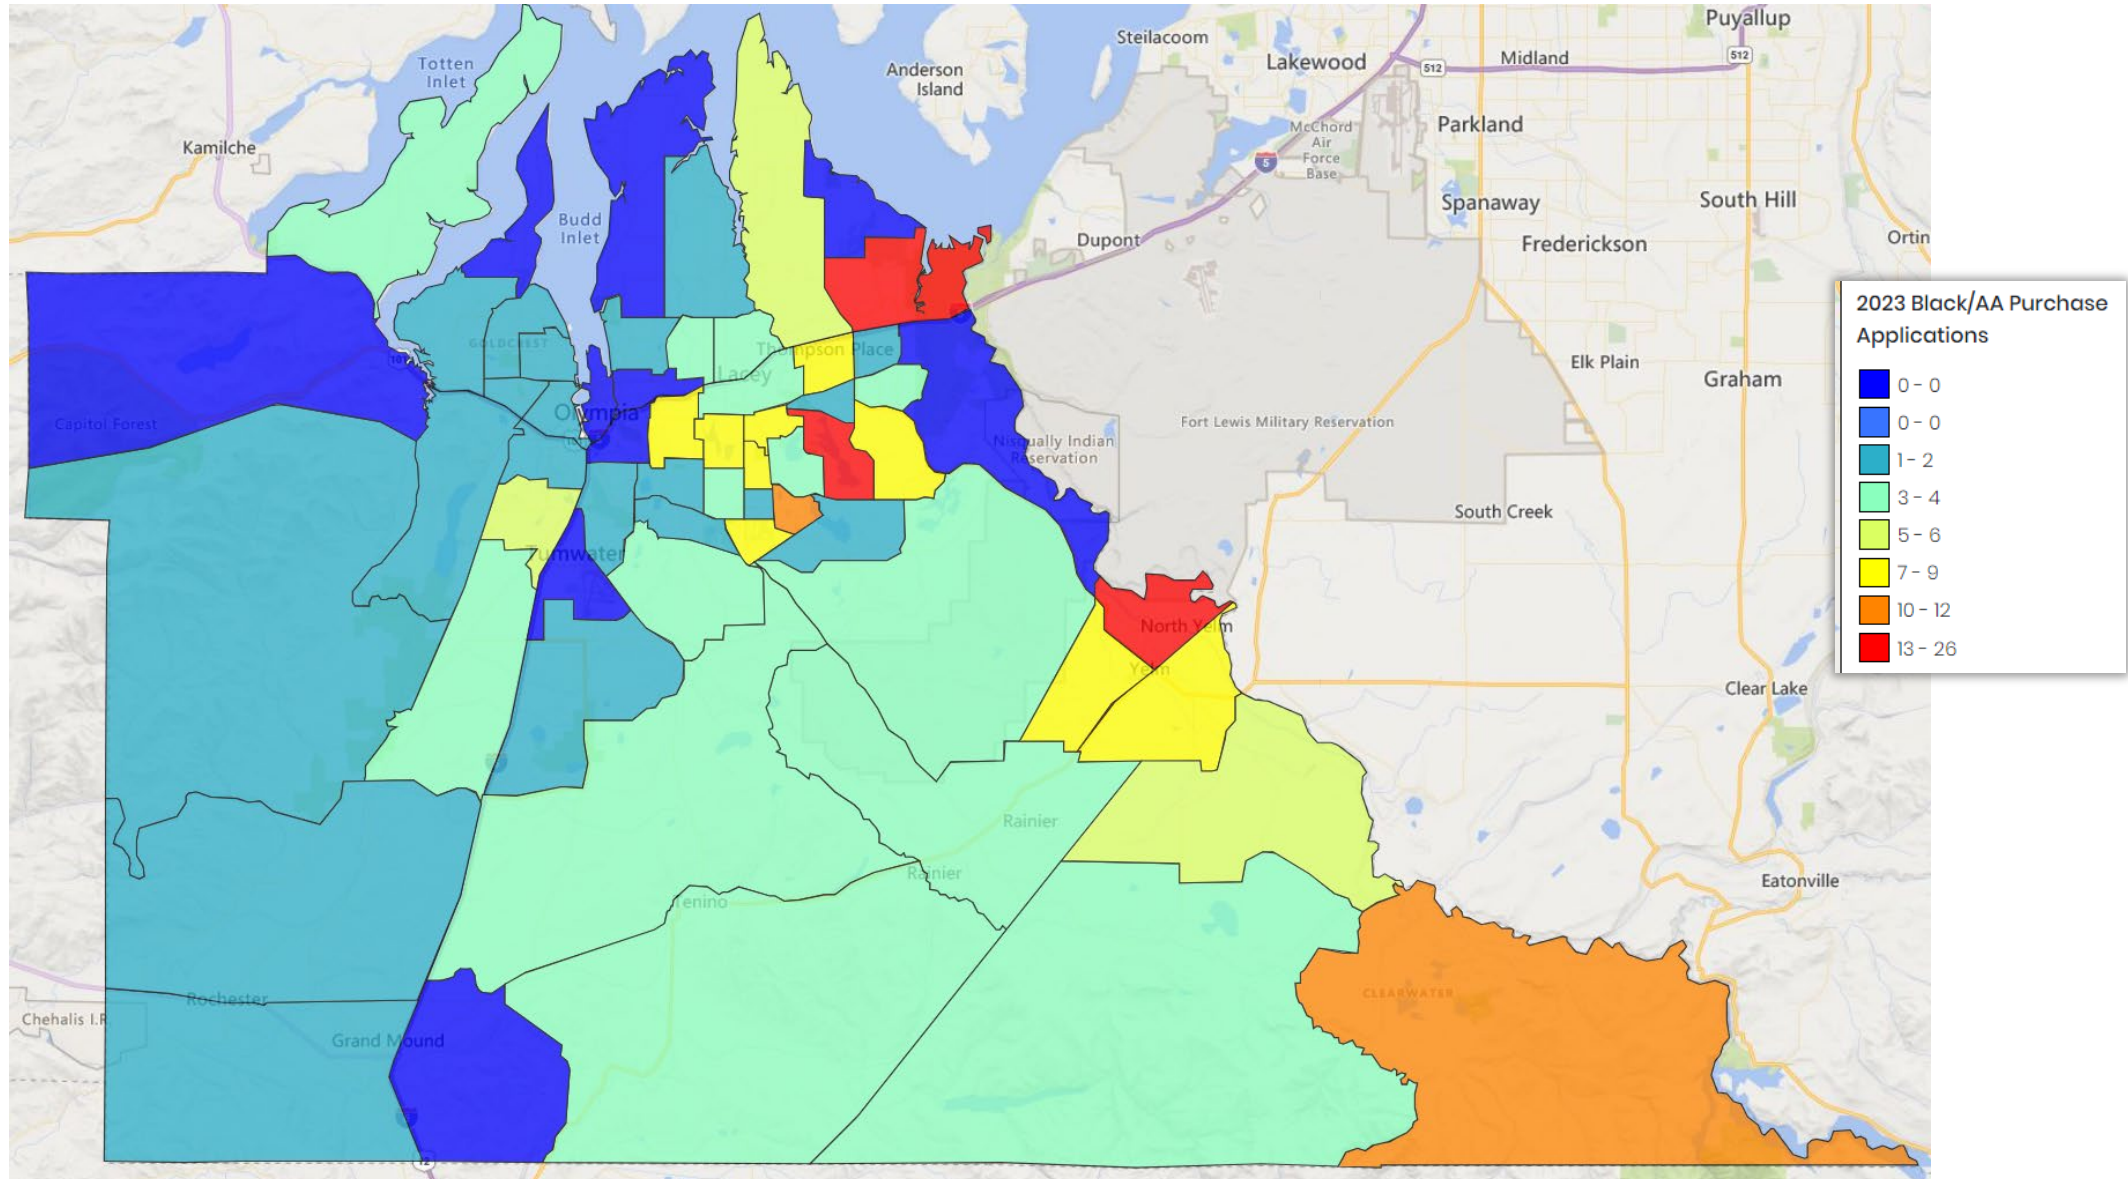 Puyallup
Steilacoom
Lakewood
512
Midland
512
Totten
Inlet
Anderson
Island
McChord
Air
Force
Base
Parkland
Kamilche
5
Spanaway
South Hill
Budd
Inlet
Dupont
Frederickson
Ortin
2023 Black/AA Purchase
Applications
0 - 0
0 - 0
1 - 2
3 - 4
5 - 6
7 - 9
10 - 12
13 - 26
GOLDCREST
Thompson Place
101
Elk Plain
Lacey
Graham
Olympia
Capitol Forest
Fort Lewis Military Reservation
Nisqually Indian
Reservation
South Creek
Tumwater
North Yelm
Yelm
Clear Lake
Rainier
Rainier
Eatonville
Tenino
CLEARWATER
Rochester
Chehalis I.R
Grand Mound
12